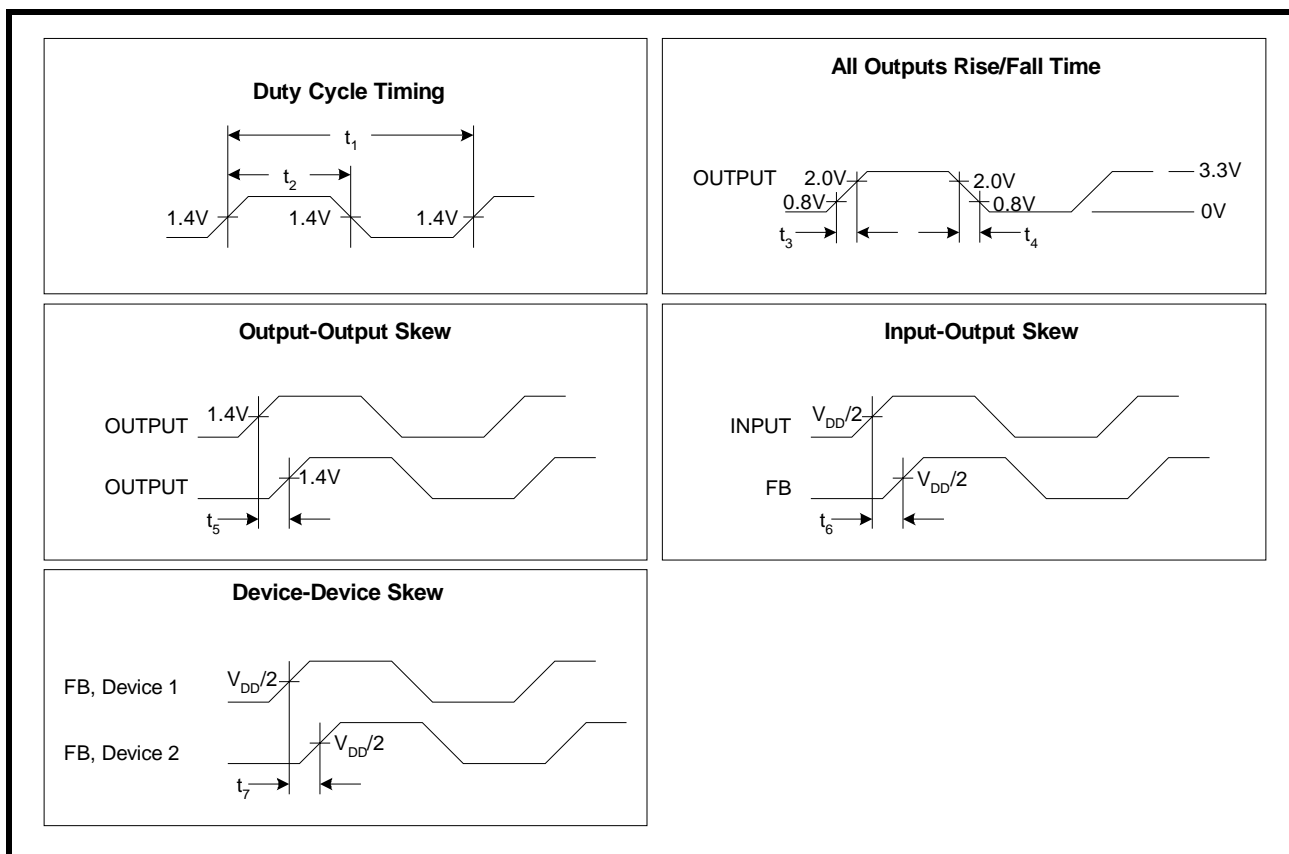 Duty Cycle Timing
t1
t2
1.4V 1.4V 1.4V
All Outputs Rise/Fall Time
OUTPUT 2.0V 2.0V 3.3V
0.8V 0.8V 0V
t3 t4
Output-Output Skew
OUTPUT 1.4V
OUTPUT 1.4V
t5
Input-Output Skew
INPUT VDD/2
FB VDD/2
t6
Device-Device Skew
FB, Device 1 VDD/2
FB, Device 2 VDD/2
t7